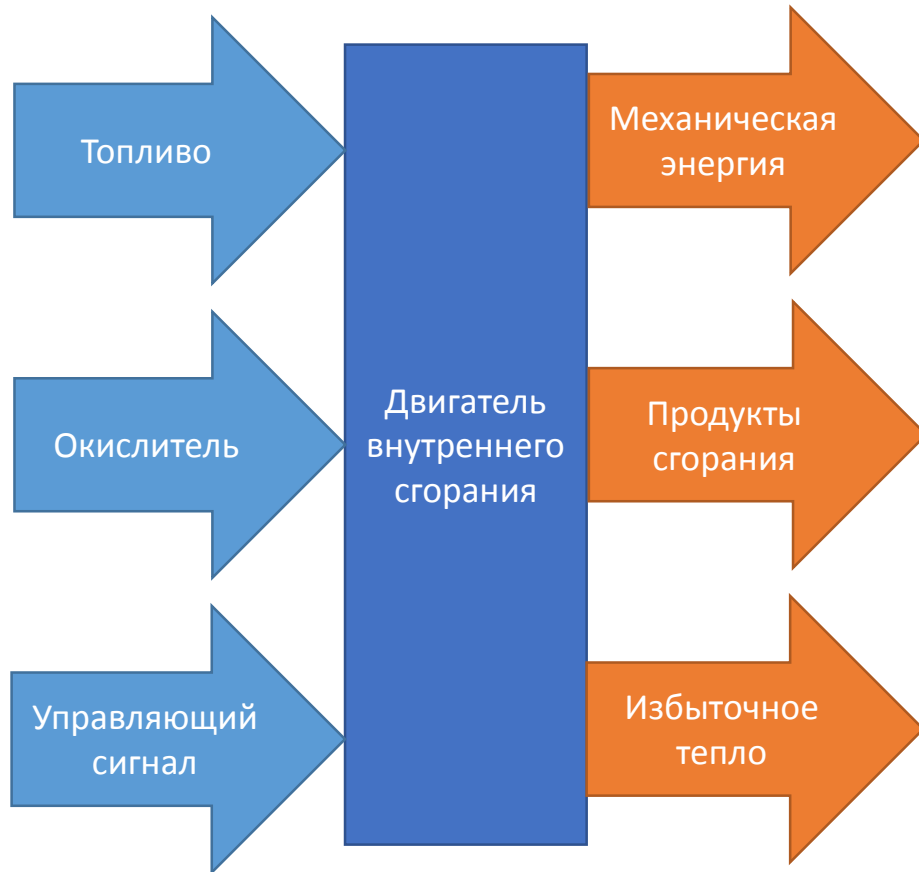 Топливо
Окислитель
Управляющий
сигнал
Двигатель
внутреннего
сгорания
Механическая
энергия
Продукты
сгорания
Избыточное
тепло